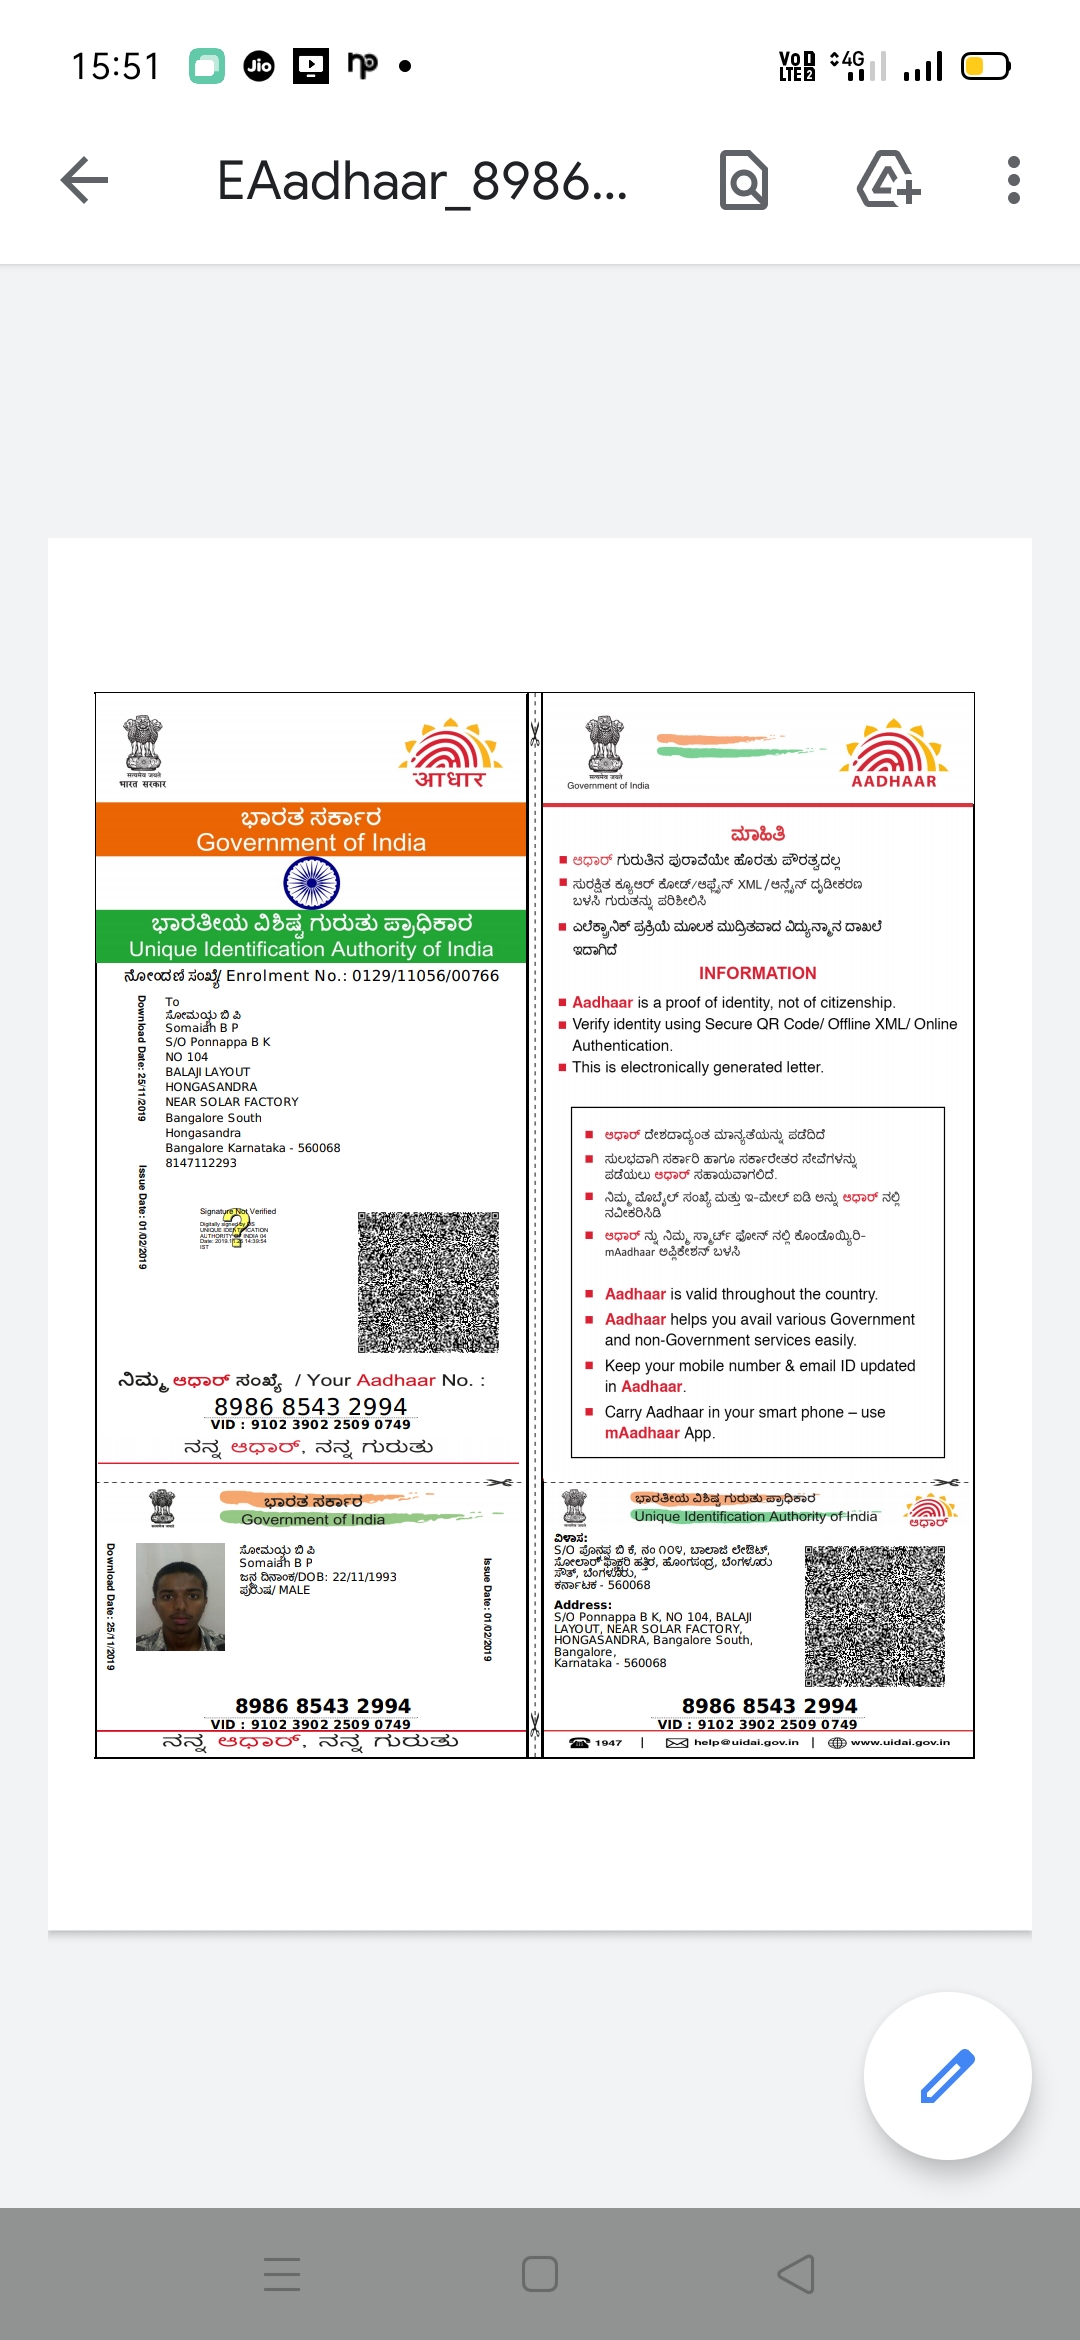 15:51
Jio
VoD LTE2 4G
EAadhaar_8986...
सत्यमेव जयते
भारत सरकार
आधार
ಭಾರತ ಸರ್ಕಾರ
Government of India
ಭಾರತೀಯ ವಿಶಿಷ್ಟ ಗುರುತು ಪ್ರಾಧಿಕಾರ
Unique Identification Authority of India
ನೋಂದಣಿ ಸಂಖ್ಯೆ/ Enrolment No.: 0129/11056/00766
Download Date: 25/11/2019
Issue Date: 01/02/2019
To
ಸೋಮಯ್ಯ ಬಿ ಪಿ
Somaiah B P
S/O Ponnappa B K
NO 104
BALAJI LAYOUT
HONGASANDRA
NEAR SOLAR FACTORY
Bangalore South
Hongasandra
Bangalore Karnataka - 560068
8147112293
Signature Not Verified
Digitally signed by DS
UNIQUE IDENTIFICATION
AUTHORITY OF INDIA 04
IST
ನಿಮ್ಮ ಆಧಾರ್ ಸಂಖ್ಯೆ / Your Aadhaar No. :
8986 8543 2994
VID : 9102 3902 2509 0749
ನನ್ನ ಆಧಾರ್, ನನ್ನ ಗುರುತು
सत्यमेव जयते
Government of India
AADHAAR
ಮಾಹಿತಿ
ಆಧಾರ್ ಗುರುತಿನ ಪುರಾವೆಯೇ ಹೊರತು ಪೌರತ್ವದಲ್ಲ
ಸುರಕ್ಷಿತ ಕ್ಯೂಆರ್ ಕೋಡ್/ಆಫ್ಲೈನ್ XML /ಆನ್ಲೈನ್ ದೃಢೀಕರಣ
ಬಳಸಿ ಗುರುತನ್ನು ಪರಿಶೀಲಿಸಿ
ಎಲೆಕ್ಟ್ರಾನಿಕ್ ಪ್ರಕ್ರಿಯೆ ಮೂಲಕ ಮುದ್ರಿತವಾದ ವಿದ್ಯುನ್ಮಾನ ದಾಖಲೆ
ಇದಾಗಿದೆ
INFORMATION
Aadhaar is a proof of identity, not of citizenship.
Verify identity using Secure QR Code/ Offline XML/ Online
Authentication.
This is electronically generated letter.
ಆಧಾರ್ ದೇಶದಾದ್ಯಂತ ಮಾನ್ಯತೆಯನ್ನು ಪಡೆದಿದೆ
ಸುಲಭವಾಗಿ ಸರ್ಕಾರಿ ಹಾಗೂ ಸರ್ಕಾರೇತರ ಸೇವೆಗಳನ್ನು
ಪಡೆಯಲು ಆಧಾರ್ ಸಹಾಯವಾಗಲಿದೆ.
ನಿಮ್ಮ ಮೊಬೈಲ್ ಸಂಖ್ಯೆ ಮತ್ತು ಇ-ಮೇಲ್ ಐಡಿ ಅನ್ನು ಆಧಾರ್ ನಲ್ಲಿ
ನವೀಕರಿಸಿಡಿ
ಆಧಾರ್ ನ್ನು ನಿಮ್ಮ ಸ್ಮಾರ್ಟ್ ಫೋನ್ ನಲ್ಲಿ ಕೊಂಡೊಯ್ಯಿರಿ-
mAadhaar ಅಪ್ಲಿಕೇಶನ್ ಬಳಸಿ
Aadhaar is valid throughout the country.
Aadhaar helps you avail various Government
and non-Government services easily.
Keep your mobile number & email ID updated
in Aadhaar.
Carry Aadhaar in your smart phone – use
mAadhaar App.
ಭಾರತ ಸರ್ಕಾರ
Government of India
Download Date: 25/11/2019
ಸೋಮಯ್ಯ ಬಿ ಪಿ
Somaiah B P
ಜನ್ಮ ದಿನಾಂಕ/DOB: 22/11/1993
ಪುರುಷ/ MALE
Issue Date: 01/02/2019
8986 8543 2994
VID : 9102 3902 2509 0749
ನನ್ನ ಆಧಾರ್, ನನ್ನ ಗುರುತು
ಭಾರತೀಯ ವಿಶಿಷ್ಟ ಗುರುತು ಪ್ರಾಧಿಕಾರ
Unique Identification Authority of India
ಆಧಾರ್
ವಿಳಾಸ:
S/O ಪೊನ್ನಪ್ಪ ಬಿ ಕೆ, ನಂ ೧೦೪, ಬಾಲಾಜಿ ಲೇಔಟ್,
ಸೋಲಾರ್ ಫ್ಯಾಕ್ಟರಿ ಹತ್ತಿರ, ಹೊಂಗಸಂದ್ರ, ಬೆಂಗಳೂರು
ಸೌತ್, ಬೆಂಗಳೂರು,
ಕರ್ನಾಟಕ - 560068
Address:
S/O Ponnappa B K, NO 104, BALAJI
LAYOUT, NEAR SOLAR FACTORY,
HONGASANDRA, Bangalore South,
Bangalore,
Karnataka - 560068
8986 8543 2994
VID : 9102 3902 2509 0749
1947 | help@uidai.gov.in | www.uidai.gov.in